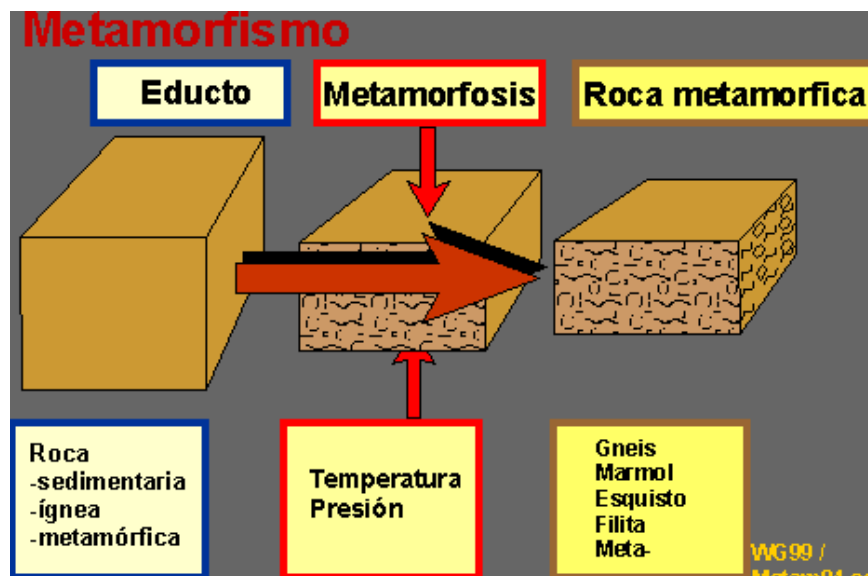 Metamorfismo
Educto
Metamorfosis
Roca metamorfica
Roca
-sedimentaria
-ígnea
-metamórfica
Temperatura
Presión
Gneis
Marmol
Esquisto
Filita
Meta-
WG99 /